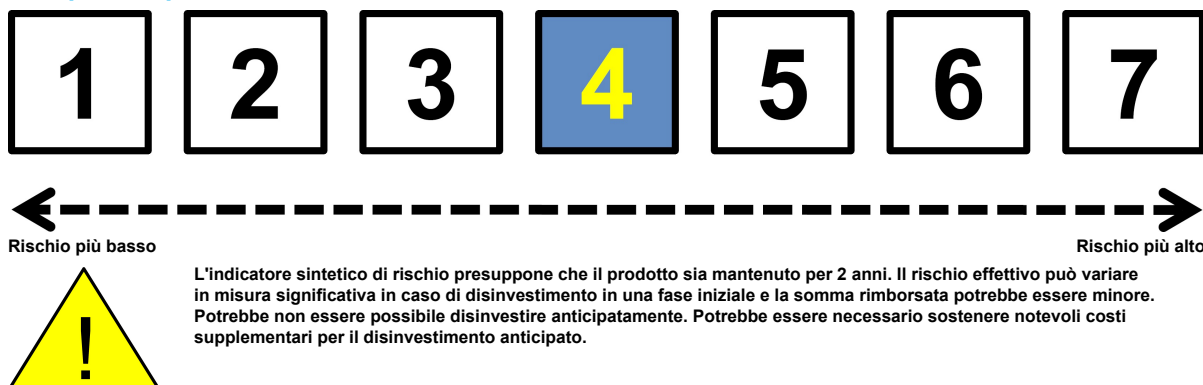 1 2 3 4 5 6 7
Rischio più basso Rischio più alto
L'indicatore sintetico di rischio presuppone che il prodotto sia mantenuto per 2 anni. Il rischio effettivo può variare
in misura significativa in caso di disinvestimento in una fase iniziale e la somma rimborsata potrebbe essere minore.
Potrebbe non essere possibile disinvestire anticipatamente. Potrebbe essere necessario sostenere notevoli costi
supplementari per il disinvestimento anticipato.
!